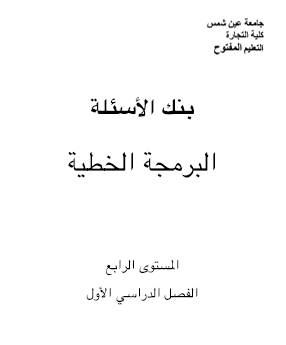 جامعة عين شمس
كلية التجارة
التعليم المفتوح
بنك الأسئلة
البرمجة الخطية
المستوى الرابع
الفصل الدراسي الأول